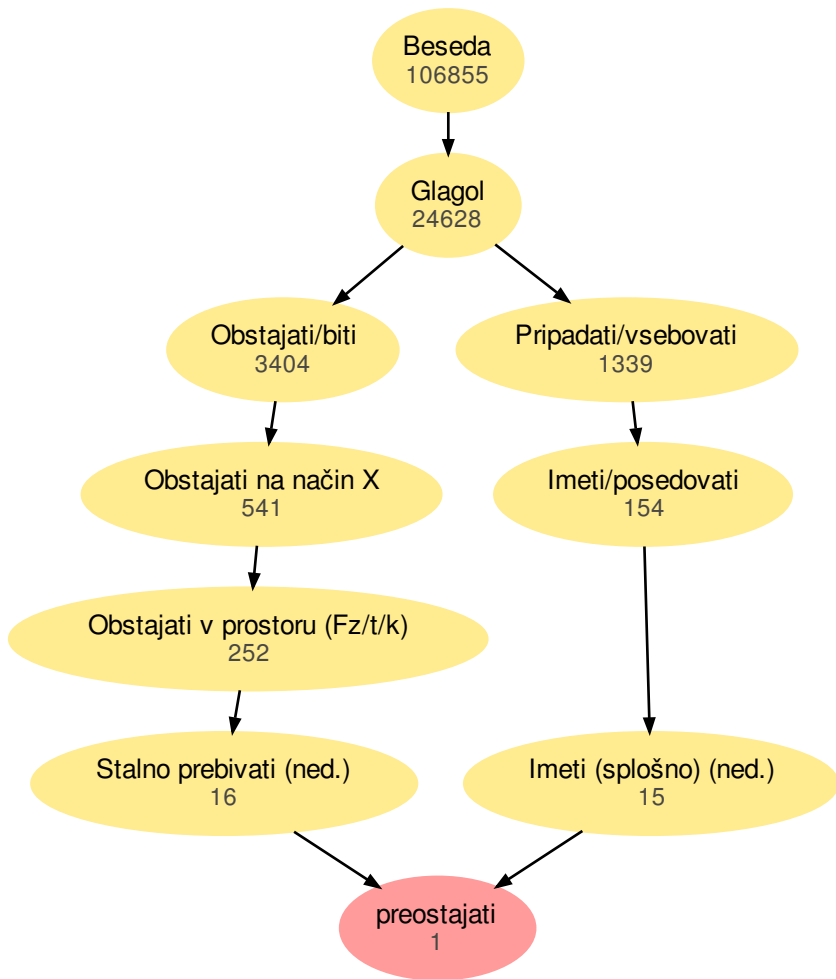 Beseda
106855
Glagol
24628
Obstajati/biti
3404
Pripadati/vsebovati
1339
Obstajati na način X
541
Imeti/posedovati
154
Obstajati v prostoru (Fz/t/k)
252
Stalno prebivati (ned.)
16
Imeti (splošno) (ned.)
15
preostajati
1